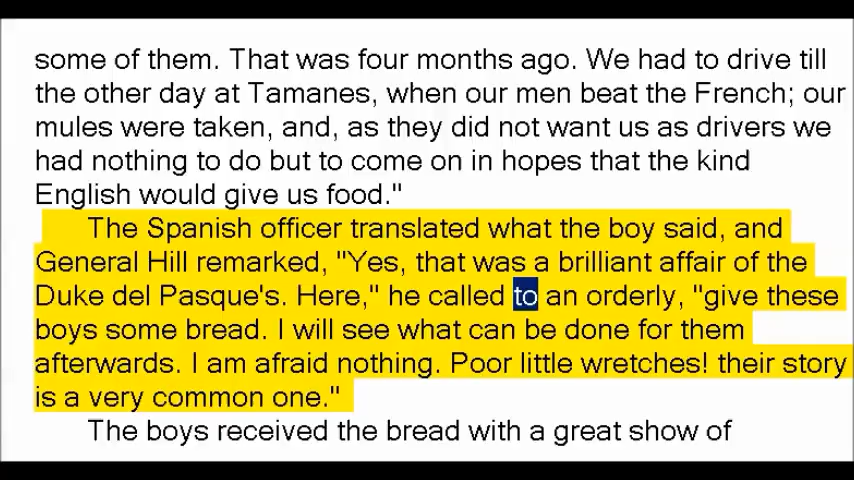 some of them. That was four months ago. We had to drive till
the other day at Tamanes, when our men beat the French; our
mules were taken, and, as they did not want us as drivers we
had nothing to do but to come on in hopes that the kind
English would give us food."
The Spanish officer translated what the boy said, and
General Hill remarked, "Yes, that was a brilliant affair of the
Duke del Pasque's. Here," he called to an orderly, "give these
boys some bread. I will see what can be done for them
afterwards. I am afraid nothing. Poor little wretches! their story
is a very common one."
The boys received the bread with a great show of